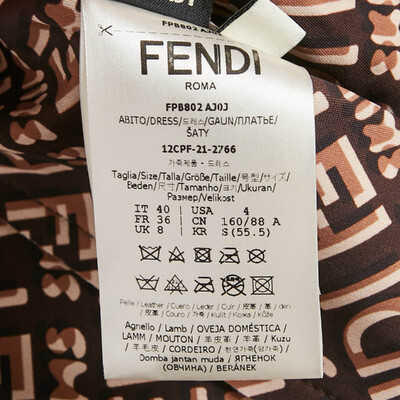 FPB802 AJ0J
FENDI
ROMA
FPB802 AJ0J
ABITO/DRESS/드레스/GAUN/ПЛАТЬЕ/
ŠATY
12CPF-21-2766
가죽제품 - 드레스
Taglia/Size/Talla/Größe/Taille/号型/サイズ/
Beden/尺寸/Tamanho/크기/Ukuran/
Размер/Velikost
IT 40 USA 4
FR 36 CN 160/88 A
UK 8 KR S(55.5)
Pelle / Leather / Cuero / Leder / Cuir / 皮革 / 革 / deri
/ 皮革 / Couro / 가죽 / kulit / Кожа / Kůže
Agnello / Lamb / OVEJA DOMÉSTICA /
LAMM / MOUTON / 羊皮革 / 羊革 / Kuzu
/ 羊毛皮 / CORDEIRO / 천연가죽(양가죽) /
Domba jantan muda / ЯГНЕНОК
(ОВЧИНА) / BERÁNEK